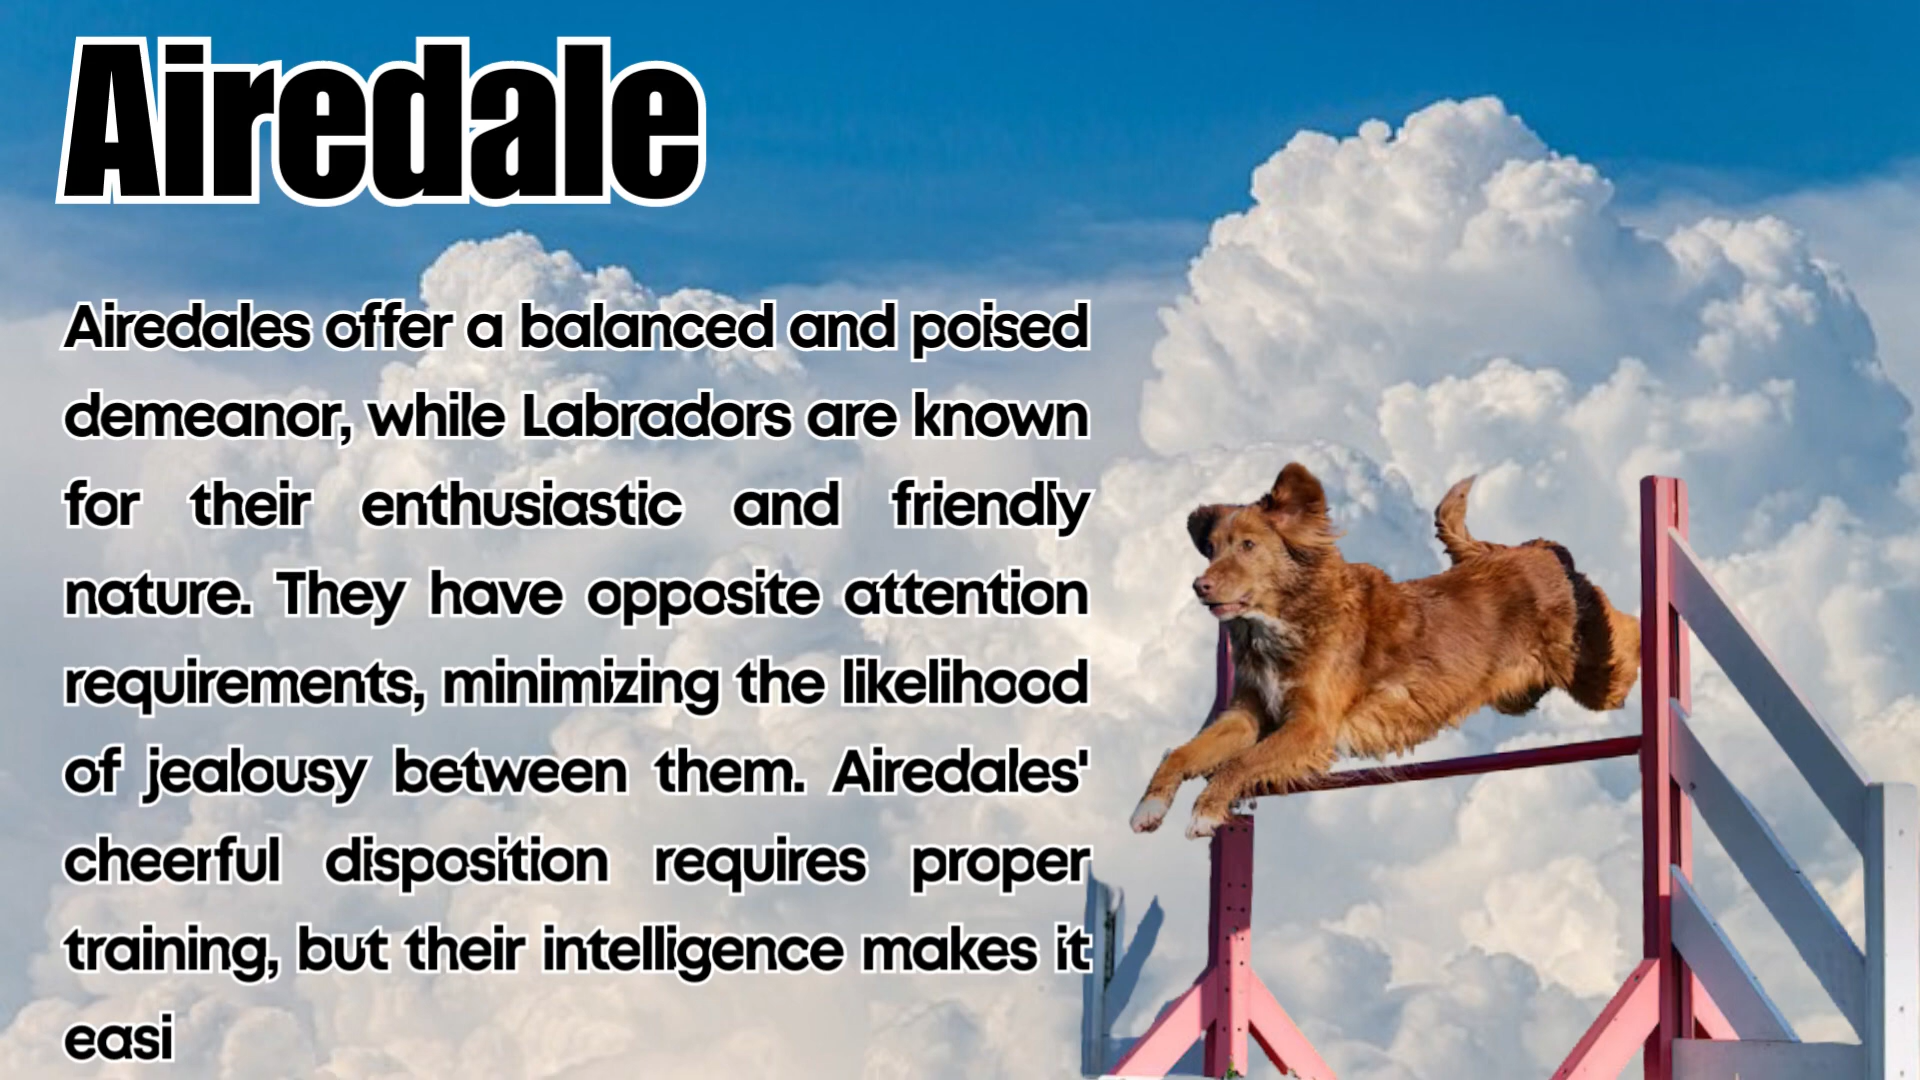 Airedale
Airedales offer a balanced and poised
demeanor, while Labradors are known
for their enthusiastic and friendly
nature. They have opposite attention
requirements, minimizing the likelihood
of jealousy between them. Airedales'
cheerful disposition requires proper
training, but their intelligence makes it
easi